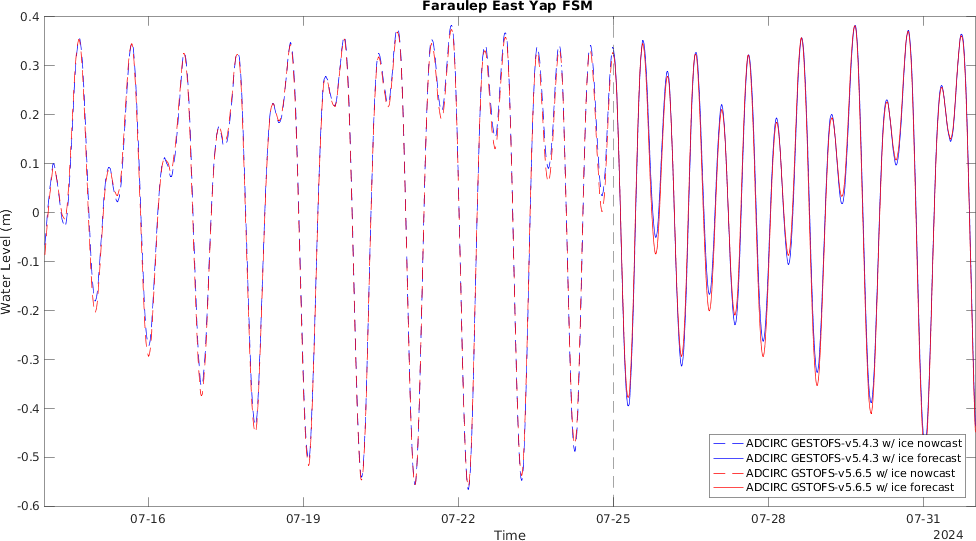 Faraulep East Yap FSM
0.4
0.3
0.2
0.1
0
-0.1
-0.2
-0.3
-0.4
-0.5
-0.6
Water Level (m)
07-16
07-19
07-22
07-25
07-28
07-31
Time
2024
ADCIRC GESTOFS-v5.4.3 w/ ice nowcast
ADCIRC GESTOFS-v5.4.3 w/ ice forecast
ADCIRC GSTOFS-v5.6.5 w/ ice nowcast
ADCIRC GSTOFS-v5.6.5 w/ ice forecast